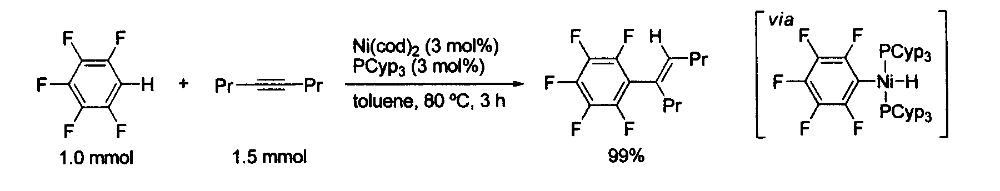 F F
F H + Pr Pr
F F
1.0 mmol
1.5 mmol
Ni(cod)2 (3 mol%)
PCyp3 (3 mol%)
toluene, 80 ºC, 3 h
F F H
F Pr
Pr
F F
99%
via
F F PCyp3
F Ni-H
F F PCyp3